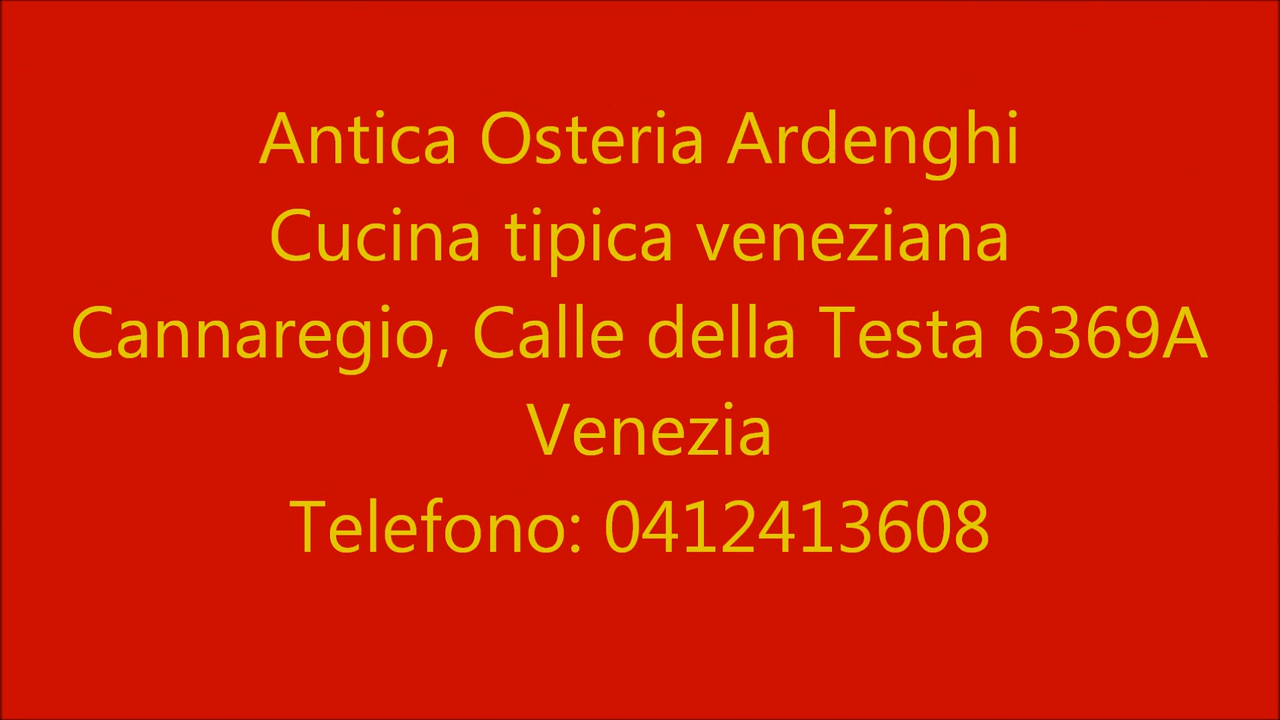 Antica Osteria Ardenghi
Cucina tipica veneziana
Cannaregio, Calle della Testa 6369A
Venezia
Telefono: 0412413608